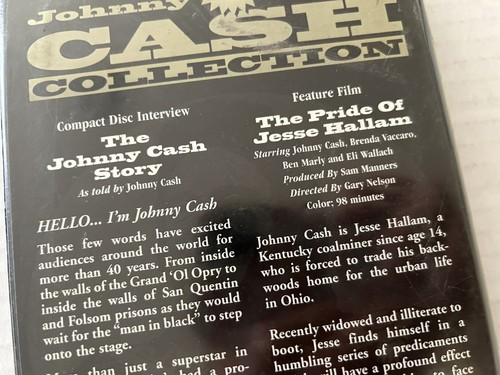 Johnny
CASH
COLLECTION
Compact Disc Interview
The
Johnny Cash
Story
As told by Johnny Cash
HELLO... I'm Johnny Cash
Those few words have excited
audiences around the world for
more than 40 years. From inside
the walls of the Grand ‘Ol Opry to
inside the walls of San Quentin
and Folsom prisons as they would
wait for the “man in black” to step
onto the stage.
than just a superstar in
had a pro-
Feature Film
The Pride Of
Jesse Hallam
Starring Johnny Cash, Brenda Vaccaro,
Ben Marly and Eli Wallach
Produced By Sam Manners
Directed By Gary Nelson
Color: 98 minutes
Johnny Cash is Jesse Hallam, a
Kentucky coalminer since age 14,
who is forced to trade his back-
woods home for the urban life
in Ohio.
Recently widowed and illiterate to
boot, Jesse finds himself in a
humbling series of predicaments
will have a profound effect
to face